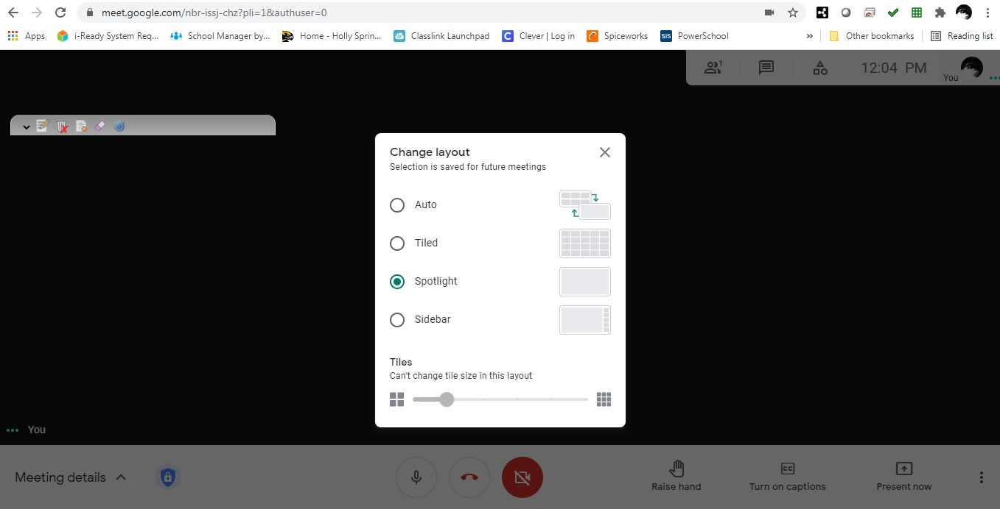 meet.google.com/nbr-issj-chz?pli=1&authuser=0
Apps i-Ready System Req... School Manager by... Home - Holly Sprin... Classlink Launchpad C Clever | Log in Spiceworks SIS PowerSchool » Other bookmarks Reading list
1 12:04 PM You
Change layout
Selection is saved for future meetings
Auto
Tiled
Spotlight
Sidebar
Tiles
Can't change tile size in this layout
You
Meeting details
CC
Raise hand Turn on captions Present now